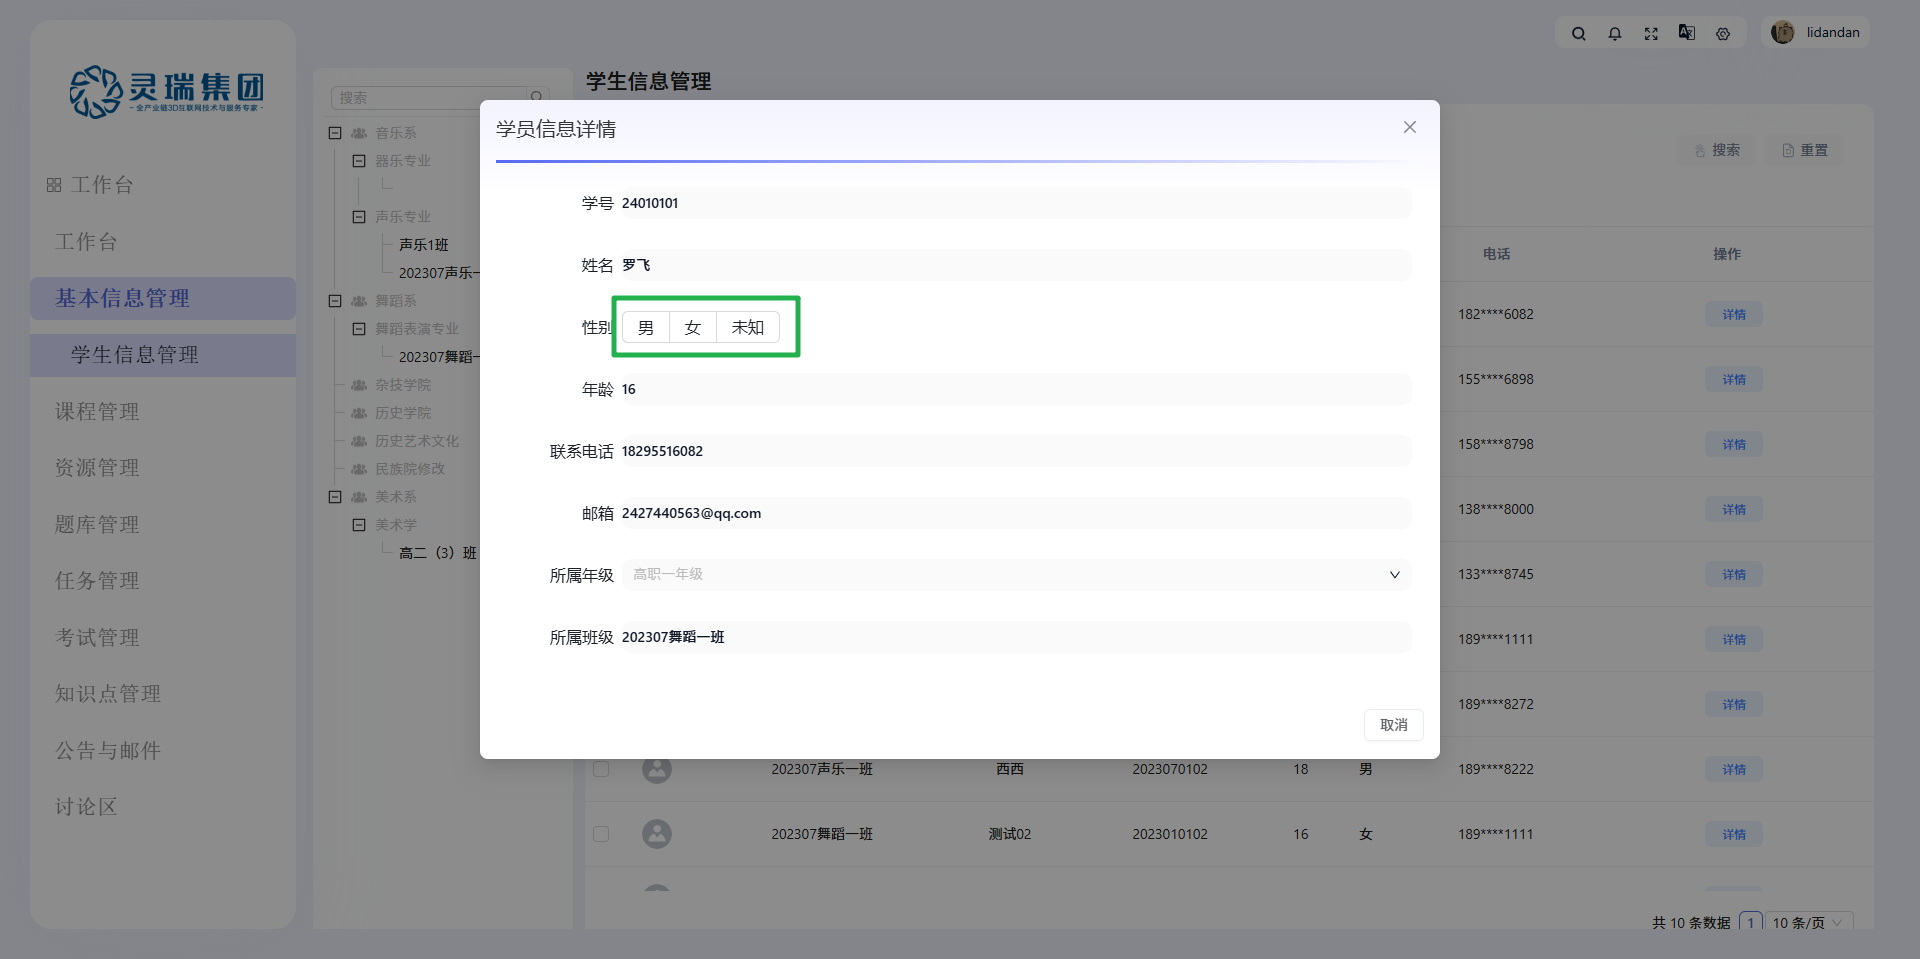 灵瑞集团
- 全产业链3D互联网技术与服务专家 -
lidandan
工作台
工作台
基本信息管理
学生信息管理
课程管理
资源管理
题库管理
任务管理
考试管理
知识点管理
公告与邮件
讨论区
搜索
音乐系
器乐专业
声乐专业
声乐1班
202307声乐一
舞蹈系
舞蹈表演专业
202307舞蹈一
杂技学院
历史学院
历史艺术文化
民族院修改
美术系
美术学
高二（3）班
学生信息管理
搜索
重置
电话
操作
182****6082
详情
155****6898
详情
158****8798
详情
138****8000
详情
133****8745
详情
189****1111
详情
189****8272
详情
202307声乐一班
西西
2023070102
18
男
189****8222
详情
202307舞蹈一班
测试02
2023010102
16
女
189****1111
详情
共 10 条数据
1
10 条/页
学员信息详情
学号 24010101
姓名 罗飞
性别 男 女 未知
年龄 16
联系电话 18295516082
邮箱 2427440563@qq.com
所属年级 高职一年级
所属班级 202307舞蹈一班
取消